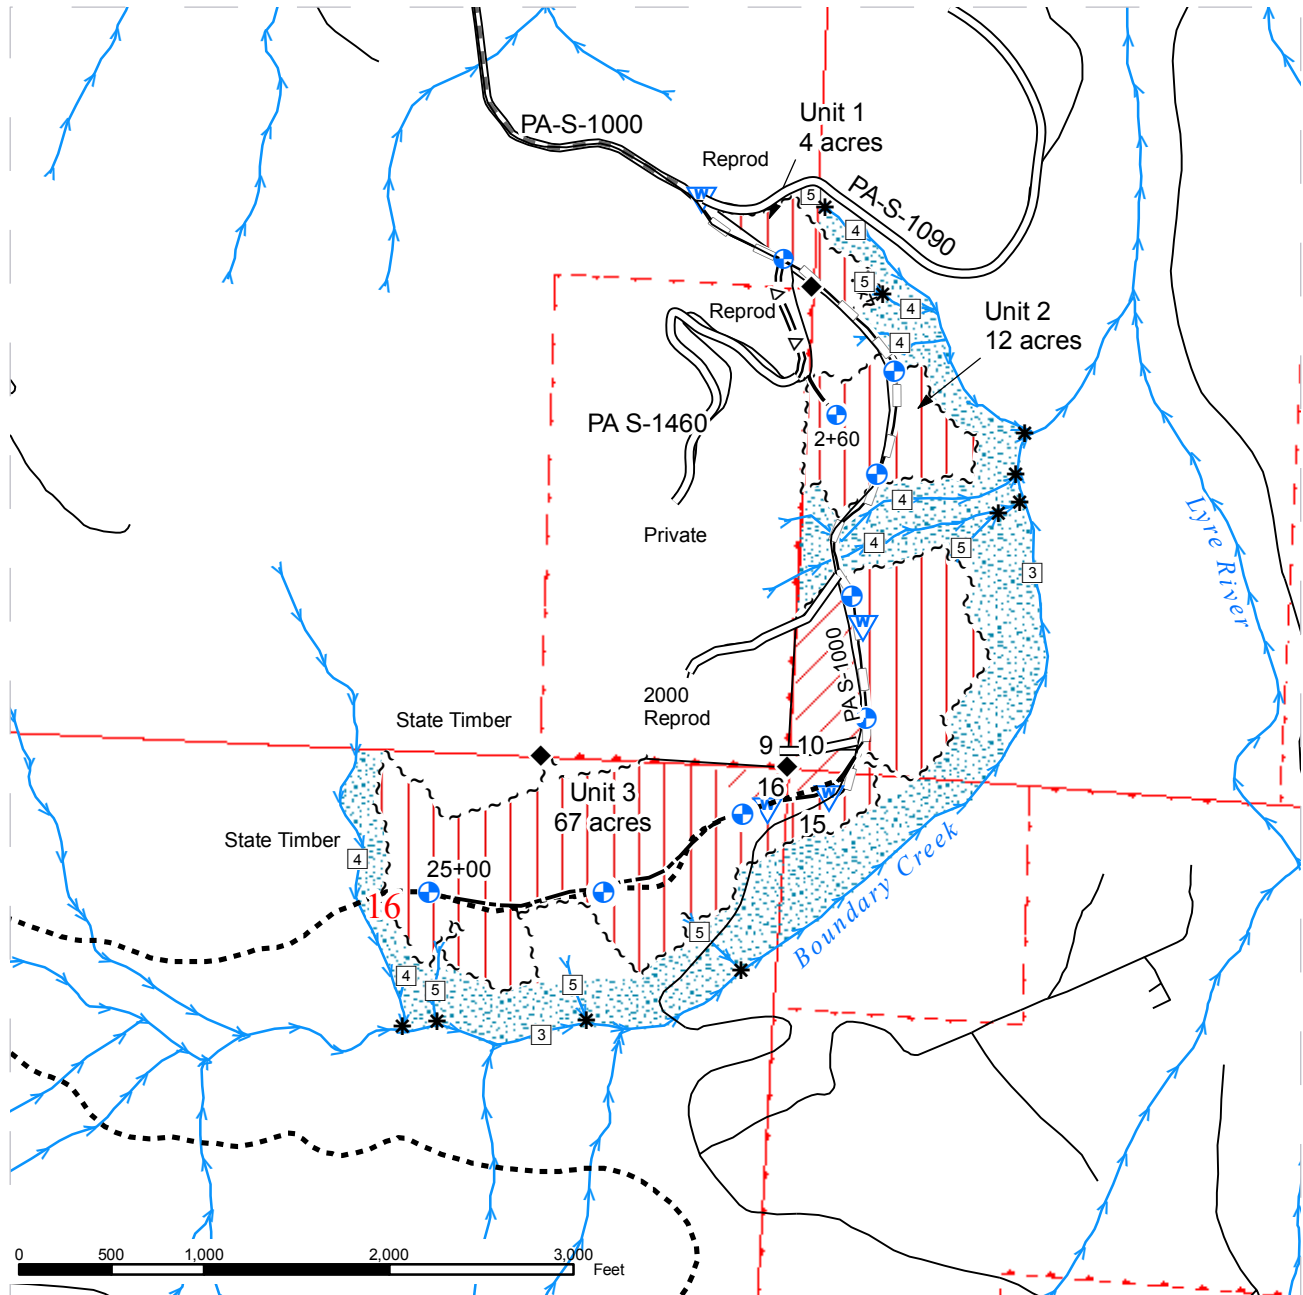 PA-S-1000
Unit 1
4 acres
Reprod
W
5
PA-S-1090
4
5
4
Reprod
Unit 2
12 acres
4
PA S-1460
2+60
4
Lyre River
Private
4
5
3
W
PA S-1000
2000
Reprod
State Timber
9
10
16
W
W
Unit 3
67 acres
15
State Timber
4
25+00
Boundary Creek
16
5
4
5
5
3
0
500
1,000
2,000
3,000
Feet